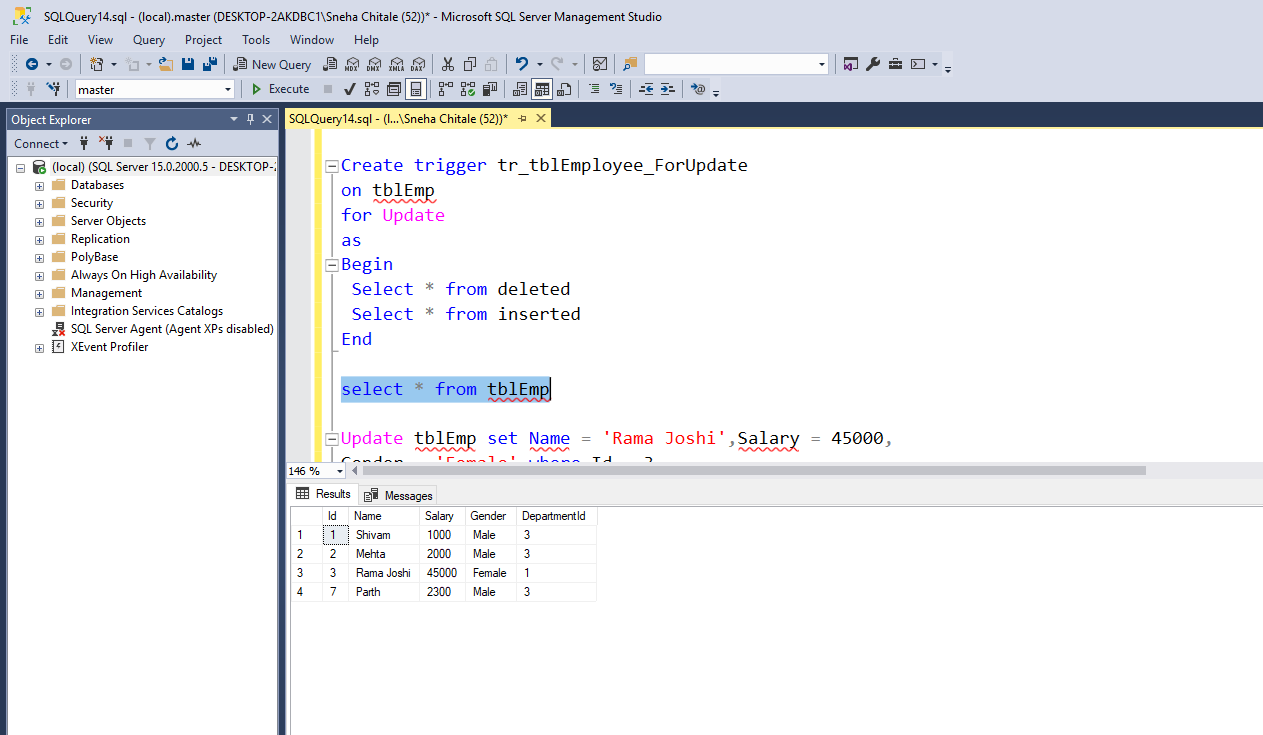 SQLQuery14.sql - (local).master (DESKTOP-2AKDBC1\Sneha Chitale (52))* - Microsoft SQL Server Management Studio
File Edit View Query Project Tools Window Help
New Query MDX DMX XMLA DAX
master Execute
Object Explorer
SQLQuery14.sql - (l...\Sneha Chitale (52))*
Connect
(local) (SQL Server 15.0.2000.5 - DESKTOP-2
Databases
Security
Server Objects
Replication
PolyBase
Always On High Availability
Management
Integration Services Catalogs
SQL Server Agent (Agent XPs disabled)
XEvent Profiler
Create trigger tr_tblEmployee_ForUpdate
on tblEmp
for Update
as
Begin
Select * from deleted
Select * from inserted
End
select * from tblEmp
Update tblEmp set Name = 'Rama Joshi',Salary = 45000,
146 %
Results Messages
Id Name Salary Gender DepartmentId
1 1 Shivam 1000 Male 3
2 2 Mehta 2000 Male 3
3 3 Rama Joshi 45000 Female 1
4 7 Parth 2300 Male 3